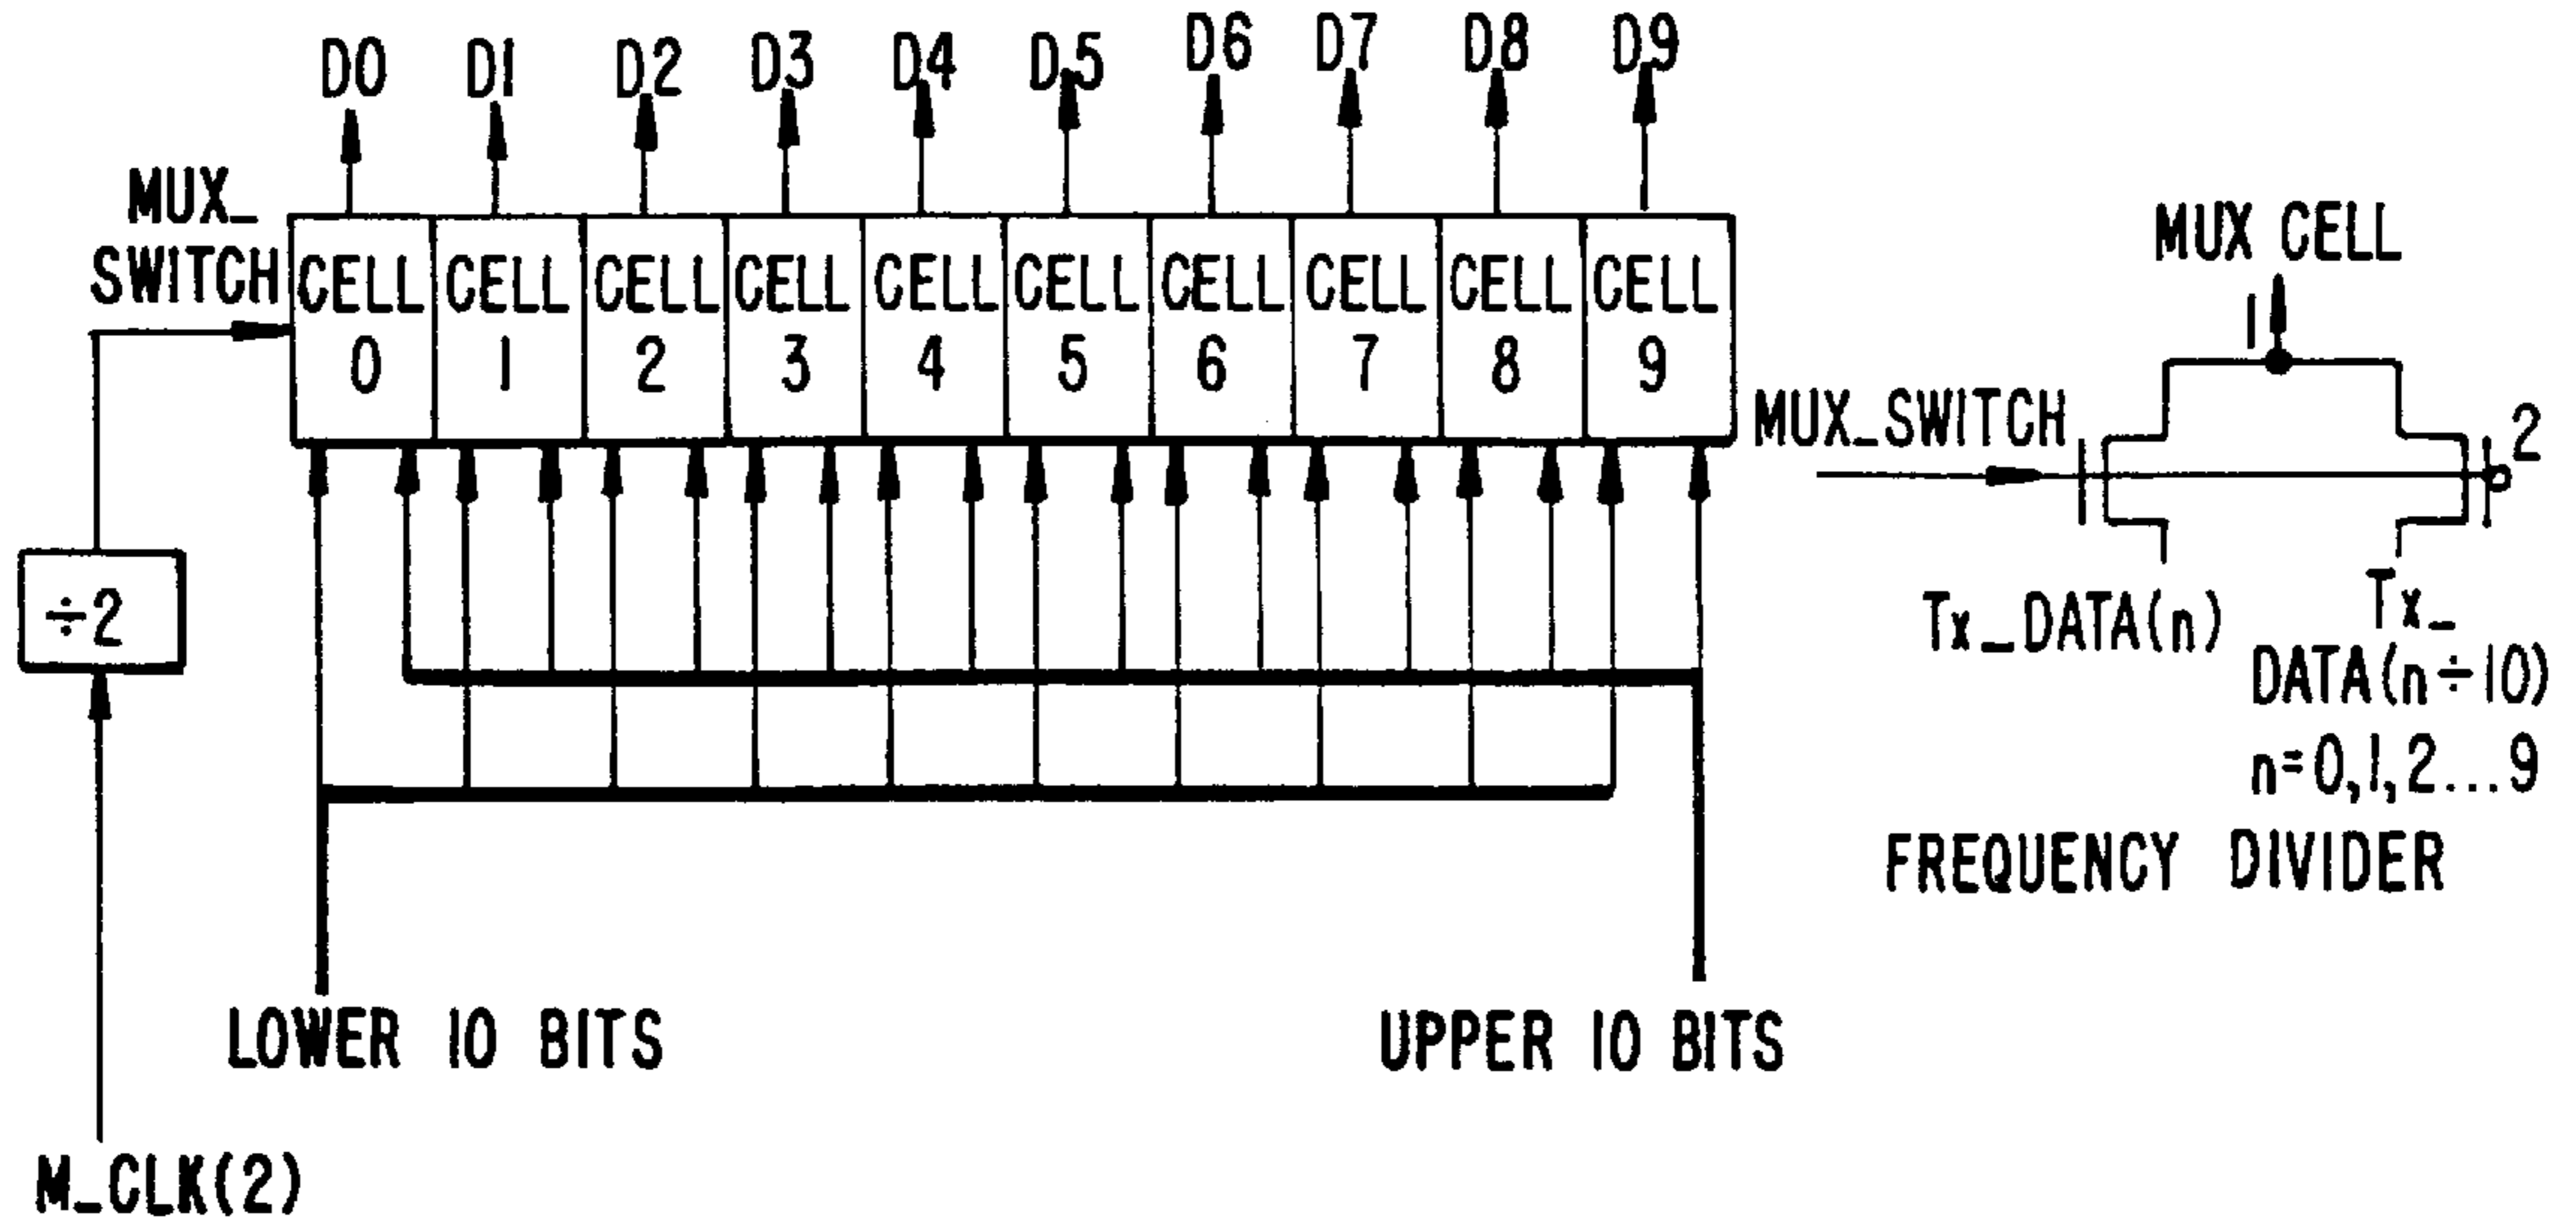 D0 D1 D2 D3 D4 D5 D6 D7 D8 D9
MUX_
SWITCH
CELL 0
CELL 1
CELL 2
CELL 3
CELL 4
CELL 5
CELL 6
CELL 7
CELL 8
CELL 9
÷2
M_CLK(2)
LOWER 10 BITS
UPPER 10 BITS
MUX CELL
1
MUX_SWITCH
2
Tx_DATA(n)
Tx_
DATA(n÷10)
n=0,1,2...9
FREQUENCY DIVIDER